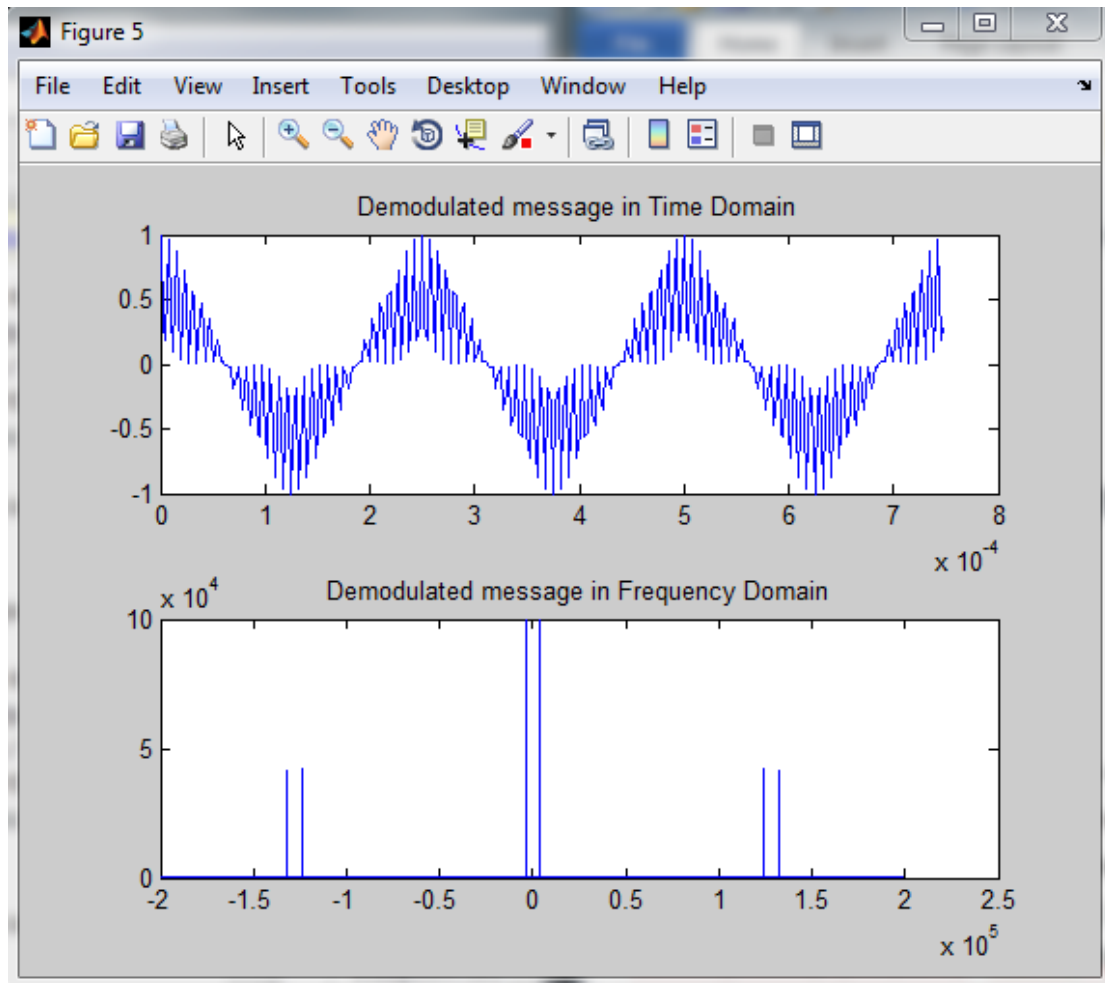 Figure 5
File Edit View Insert Tools Desktop Window Help
Demodulated message in Time Domain
1
0.5
0
-0.5
-1
0 1 2 3 4 5 6 7 8
x 10^-4
Demodulated message in Frequency Domain
x 10^4
10
5
0
-2 -1.5 -1 -0.5 0 0.5 1 1.5 2 2.5
x 10^5